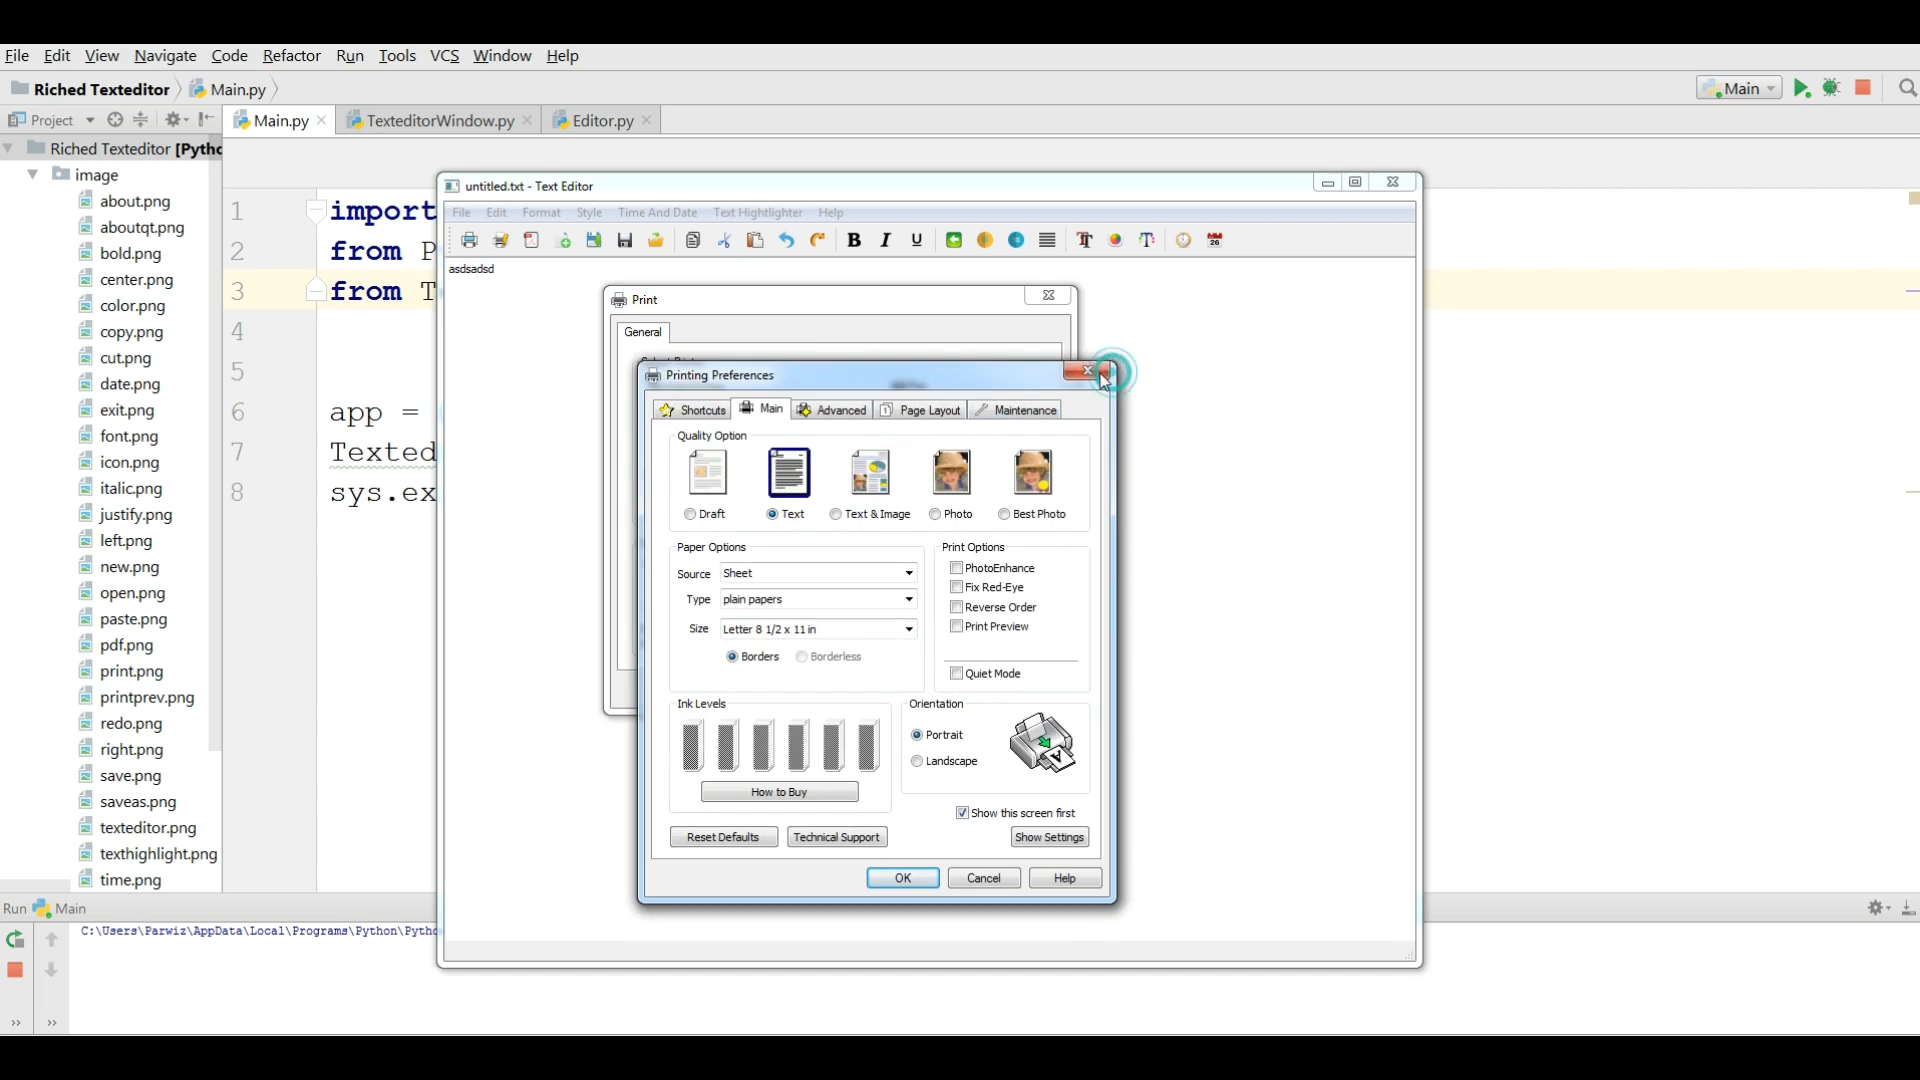 File Edit View Navigate Code Refactor Run Tools VCS Window Help
Riched Texteditor Main.py
Main
Project
Main.py TexteditorWindow.py Editor.py
Riched Texteditor [Pytho
image
about.png
aboutqt.png
bold.png
center.png
color.png
copy.png
cut.png
date.png
exit.png
font.png
icon.png
italic.png
justify.png
left.png
new.png
open.png
paste.png
pdf.png
print.png
printprev.png
redo.png
right.png
save.png
saveas.png
texteditor.png
texthighlight.png
time.png
1 import
2 from P
3 from T
4
5
6 app =
7 Texted
8 sys.ex
untitled.txt - Text Editor
File Edit Format Style Time And Date Text Hightlighter Help
B I U
26
asdsadsd
Print
General
Printing Preferences
Shortcuts Main Advanced Page Layout Maintenance
Quality Option
Draft Text Text & Image Photo Best Photo
Paper Options
Source Sheet
Type plain papers
Size Letter 8 1/2 x 11 in
Borders Borderless
Print Options
PhotoEnhance
Fix Red-Eye
Reverse Order
Print Preview
Quiet Mode
Ink Levels
How to Buy
Orientation
Portrait
Landscape
Show this screen first
Reset Defaults Technical Support Show Settings
OK Cancel Help
Run Main
C:\Users\Parwiz\AppData\Local\Programs\Python\Pytho